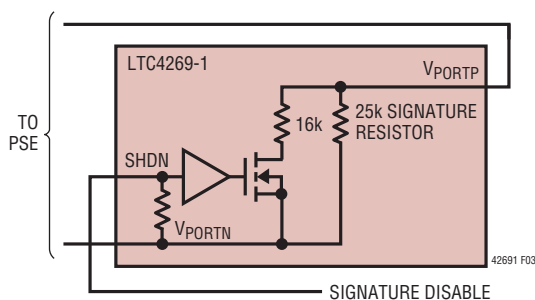 LTC4269-1
VPORTP
16k
25k SIGNATURE
RESISTOR
TO
PSE
SHDN
VPORTN
42691 F03
SIGNATURE DISABLE